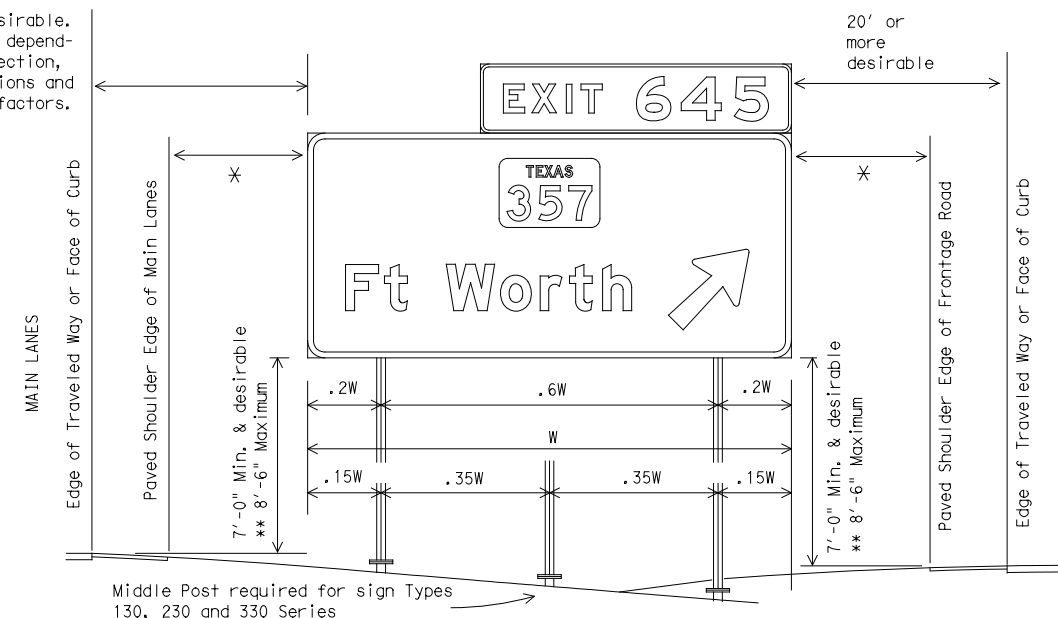 sirable.
depend-
ection,
ions and
factors.
20' or
more
desirable
EXIT 645
TEXAS
357
Ft Worth
*
*
MAIN LANES
Edge of Traveled Way or Face of Curb
Paved Shoulder Edge of Main Lanes
7'-0" Min. & desirable
** 8'-6" Maximum
.2W
.6W
.2W
W
.15W
.35W
.35W
.15W
7'-0" Min. & desirable
** 8'-6" Maximum
Paved Shoulder Edge of Frontage Road
Edge of Traveled Way or Face of Curb
Middle Post required for sign Types
130, 230 and 330 Series